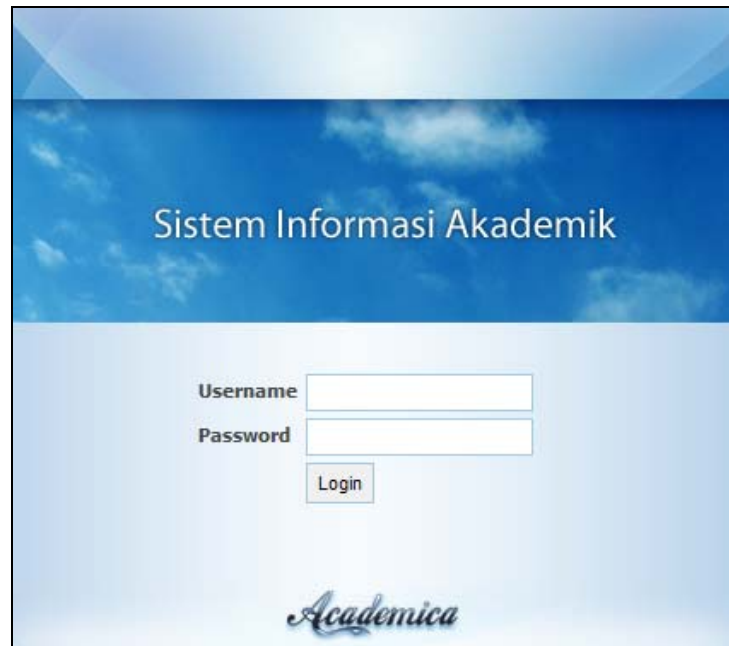 Sistem Informasi Akademik
Username
Password
Login
Academica